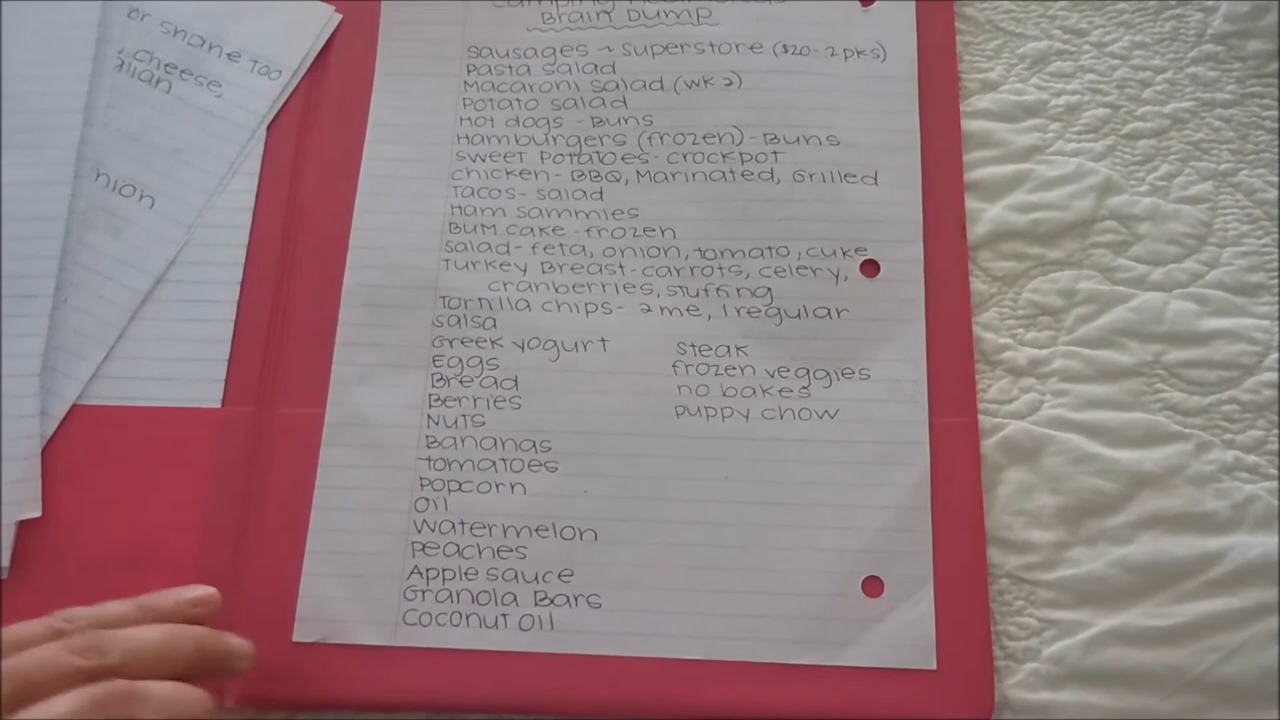 or shane too
cheese,
nion
Brain Dump
Sausages ~ Superstore ($20-2pks)
Pasta salad
Macaroni salad (wk 2)
Potato salad
Hot dogs - Buns
Hamburgers (frozen) - Buns
Sweet Potatoes - crockpot
chicken - BBQ, Marinated, Grilled
Tacos - salad
Ham sammies
BUM cake - frozen
Salad - feta, onion, tomato, cuke
Turkey Breast - carrots, celery,
cranberries, stuffing
Tortilla chips - 2 me, 1 regular
Salsa
Greek yogurt
Eggs
Bread
Berries
Nuts
Bananas
tomatoes
Popcorn
Oil
Watermelon
Peaches
Apple sauce
Granola Bars
Coconut oil
Steak
frozen veggies
no bakes
puppy chow